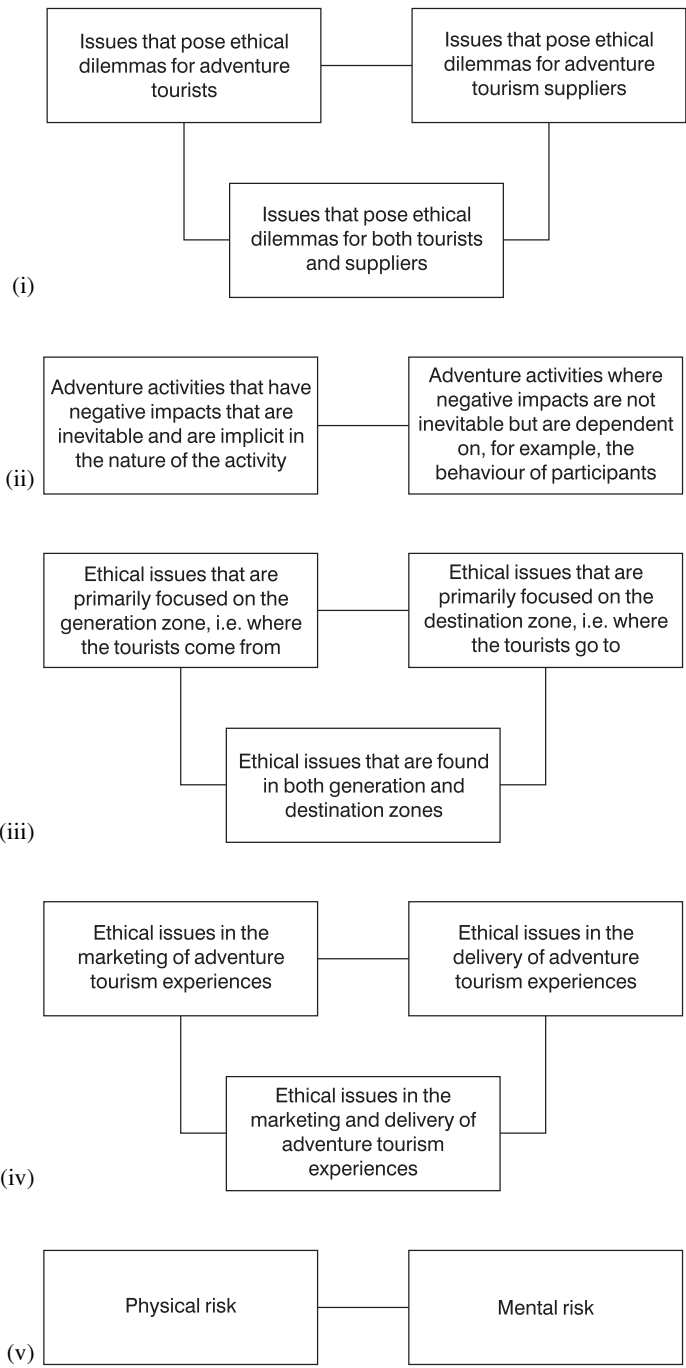 Issues that pose ethical
dilemmas for adventure
tourists
Issues that pose ethical
dilemmas for adventure
tourism suppliers
Issues that pose ethical
dilemmas for both tourists
and suppliers
(i)
Adventure activities that have
negative impacts that are
inevitable and are implicit in
the nature of the activity
Adventure activities where
negative impacts are not
inevitable but are dependent
on, for example, the
behaviour of participants
(ii)
Ethical issues that are
primarily focused on the
generation zone, i.e. where
the tourists come from
Ethical issues that are
primarily focused on the
destination zone, i.e. where
the tourists go to
Ethical issues that are found
in both generation and
destination zones
(iii)
Ethical issues in the
marketing of adventure
tourism experiences
Ethical issues in the
delivery of adventure
tourism experiences
Ethical issues in the
marketing and delivery of
adventure tourism
experiences
(iv)
Physical risk
Mental risk
(v)